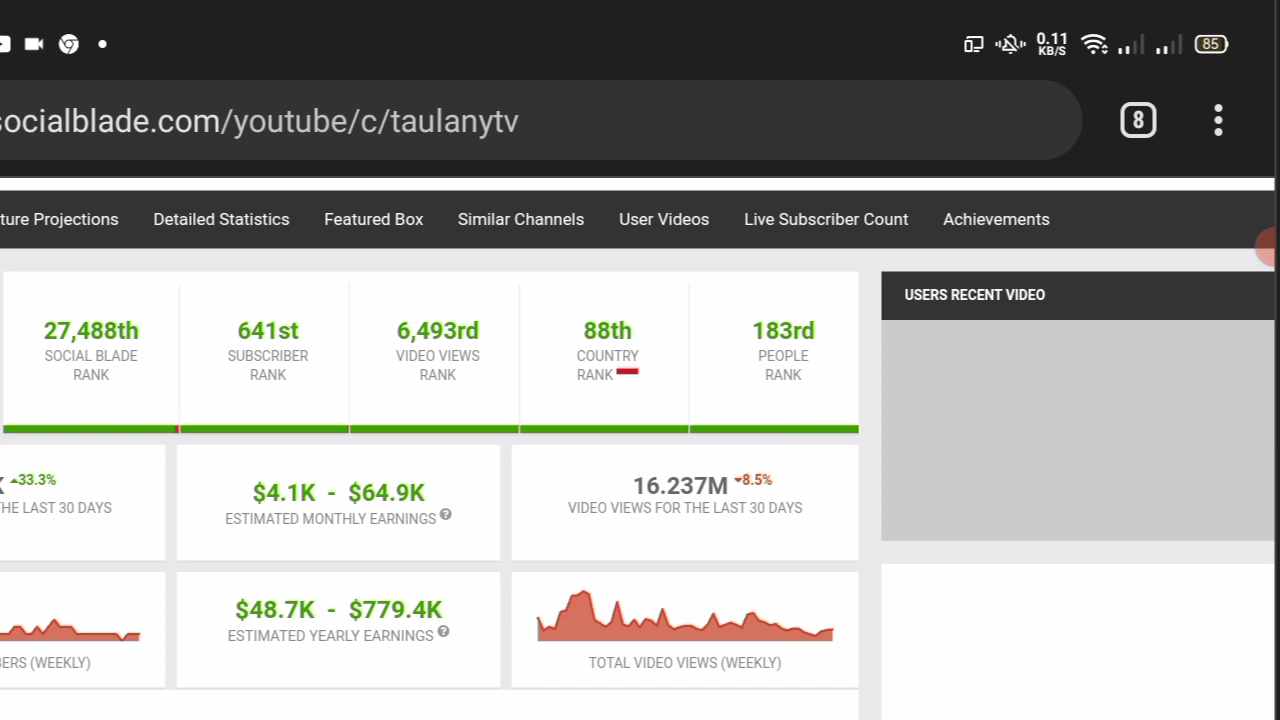 0.11
KB/S
85
socialblade.com/youtube/c/taulanytv
8
ture Projections Detailed Statistics Featured Box Similar Channels User Videos Live Subscriber Count Achievements
27,488th
SOCIAL BLADE
RANK
641st
SUBSCRIBER
RANK
6,493rd
VIDEO VIEWS
RANK
88th
COUNTRY
RANK
183rd
PEOPLE
RANK
USERS RECENT VIDEO
K 33.3%
HE LAST 30 DAYS
$4.1K - $64.9K
ESTIMATED MONTHLY EARNINGS ?
16.237M 8.5%
VIDEO VIEWS FOR THE LAST 30 DAYS
BERS (WEEKLY)
$48.7K - $779.4K
ESTIMATED YEARLY EARNINGS ?
TOTAL VIDEO VIEWS (WEEKLY)